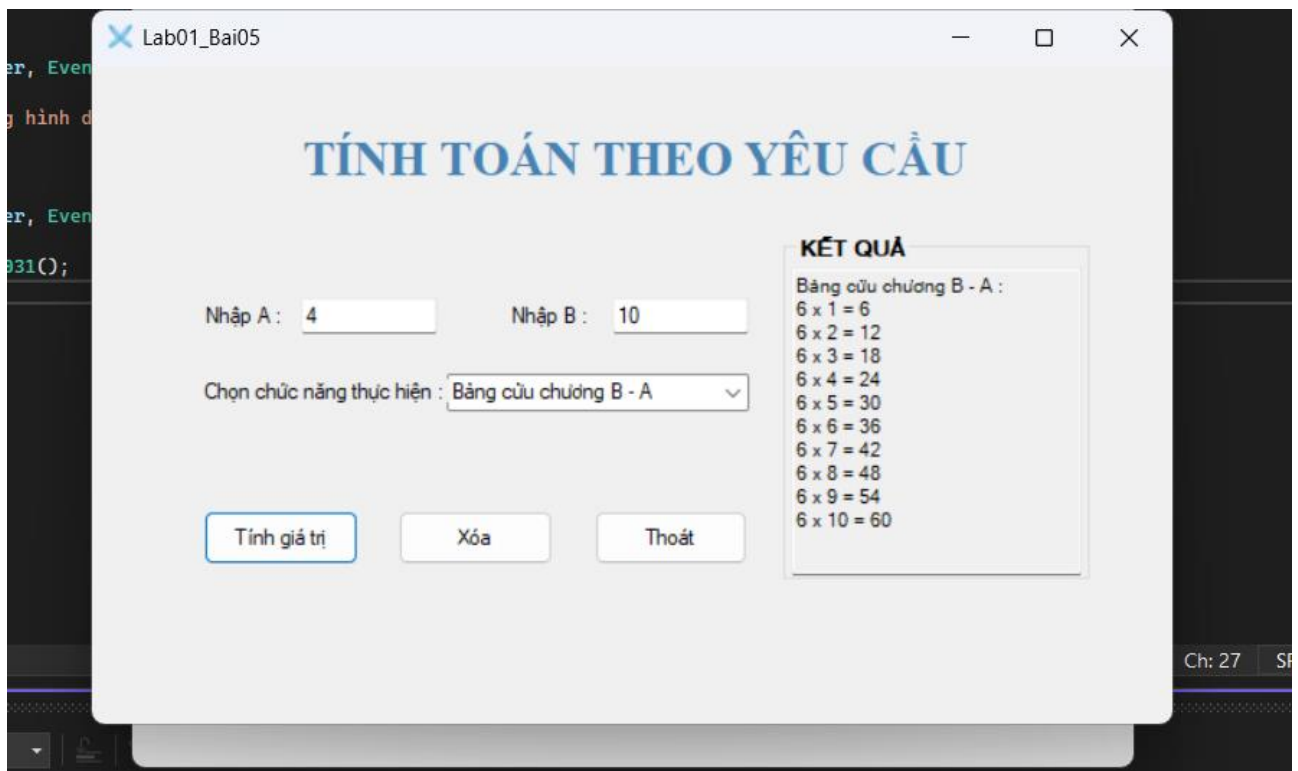 Lab01_Bai05
er, Even
g hình d
TÍNH TOÁN THEO YÊU CẦU
er, Even
931();
KẾT QUẢ
Nhập A : 4
Nhập B : 10
Chọn chức năng thực hiện : Bảng cửu chương B - A
Bảng cửu chương B - A :
6 x 1 = 6
6 x 2 = 12
6 x 3 = 18
6 x 4 = 24
6 x 5 = 30
6 x 6 = 36
6 x 7 = 42
6 x 8 = 48
6 x 9 = 54
6 x 10 = 60
Tính giá trị
Xóa
Thoát
Ch: 27